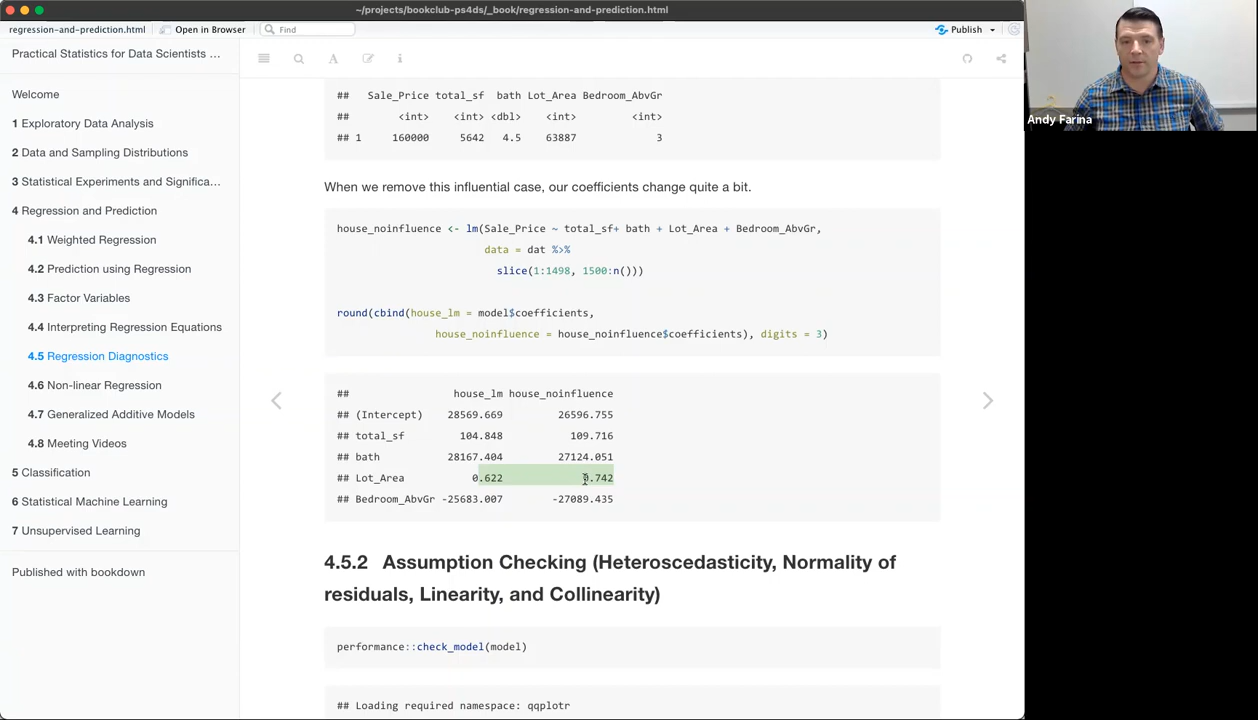 ~/projects/bookclub-ps4ds/_book/regression-and-prediction.html
regression-and-prediction.html
Open in Browser
Find
Publish
Practical Statistics for Data Scientists ...
Welcome
1 Exploratory Data Analysis
2 Data and Sampling Distributions
3 Statistical Experiments and Significa...
4 Regression and Prediction
4.1 Weighted Regression
4.2 Prediction using Regression
4.3 Factor Variables
4.4 Interpreting Regression Equations
4.5 Regression Diagnostics
4.6 Non-linear Regression
4.7 Generalized Additive Models
4.8 Meeting Videos
5 Classification
6 Statistical Machine Learning
7 Unsupervised Learning
Published with bookdown
## Sale_Price total_sf bath Lot_Area Bedroom_AbvGr
## <int> <int> <dbl> <int> <int>
## 1 160000 5642 4.5 63887 3
When we remove this influential case, our coefficients change quite a bit.
house_noinfluence <- lm(Sale_Price ~ total_sf+ bath + Lot_Area + Bedroom_AbvGr,
data = dat %>%
slice(1:1498, 1500:n()))
round(cbind(house_lm = model$coefficients,
house_noinfluence = house_noinfluence$coefficients), digits = 3)
## house_lm house_noinfluence
## (Intercept) 28569.669 26596.755
## total_sf 104.848 109.716
## bath 28167.404 27124.051
## Lot_Area 0.622 0.742
## Bedroom_AbvGr -25683.007 -27089.435
4.5.2 Assumption Checking (Heteroscedasticity, Normality of
residuals, Linearity, and Collinearity)
performance::check_model(model)
## Loading required namespace: qqplotr
Andy Farina